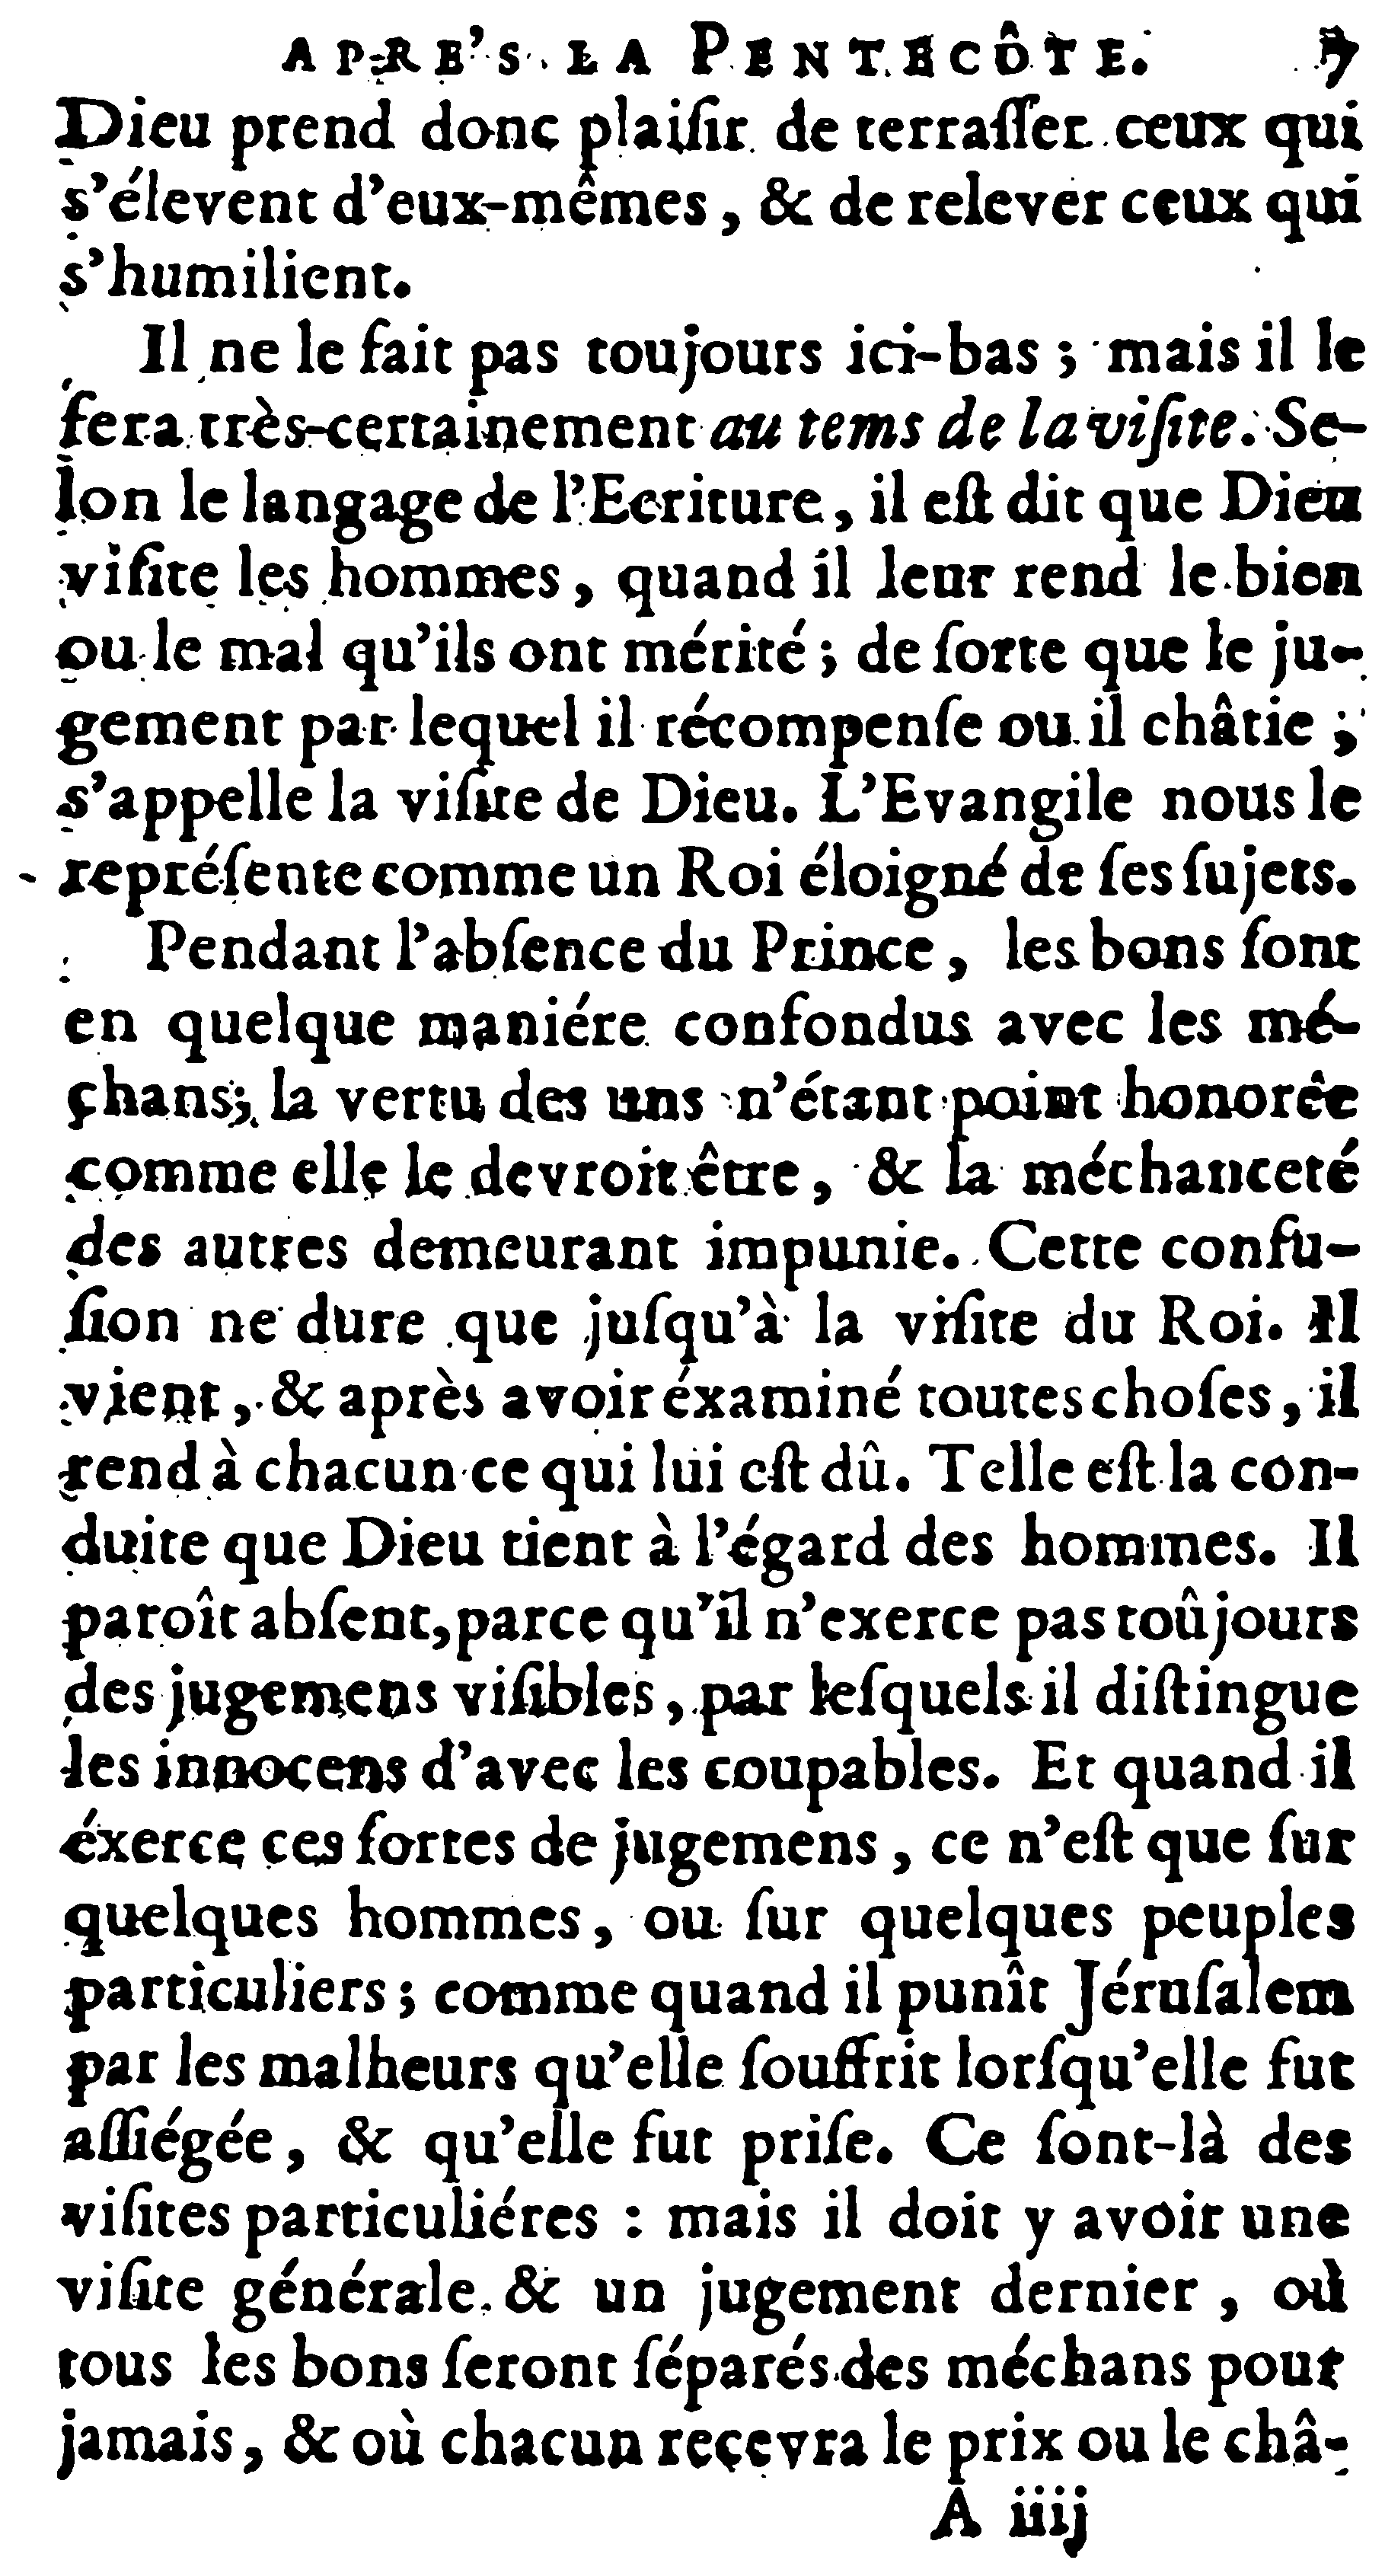 APRE'S LA PENTECÔTE. 7
Dieu prend donc plaiſir de terraſſer ceux qui
s'élevent d'eux-mêmes, & de relever ceux qui
s'humilient.
Il ne le fait pas toujours ici-bas ; mais il le
fera très-certainement au tems de la viſite. Se-
lon le langage de l'Ecriture, il eſt dit que Dieu
viſite les hommes, quand il leur rend le bien
ou le mal qu'ils ont mérité ; de ſorte que le ju-
gement par lequel il récompenſe ou il châtie ;
s'appelle la viſite de Dieu. L'Evangile nous le
repréſente comme un Roi éloigné de ſes ſujets.
Pendant l'abſence du Prince, les bons ſont
en quelque maniére confondus avec les mé-
chans; la vertu des uns n'étant point honorée
comme elle le devroit être, & la méchanceté
des autres demeurant impunie. Cette confu-
ſion ne dure que juſqu'à la viſite du Roi. Il
vient, & après avoir éxaminé toutes choſes, il
rend à chacun ce qui lui eſt dû. Telle eſt la con-
duite que Dieu tient à l'égard des hommes. Il
paroît abſent, parce qu'il n'exerce pas toûjours
des jugemens viſibles, par leſquels il diſtingue
les innocens d'avec les coupables. Et quand il
éxerce ces ſortes de jugemens, ce n'eſt que ſur
quelques hommes, ou ſur quelques peuples
particuliers ; comme quand il punît Jéruſalem
par les malheurs qu'elle ſouffrit lorſqu'elle fut
aſſiégée, & qu'elle fut priſe. Ce ſont-là des
viſites particuliéres : mais il doit y avoir une
viſite générale & un jugement dernier, où
tous les bons ſeront ſéparés des méchans pour
jamais, & où chacun recevra le prix ou le châ-
A iiij